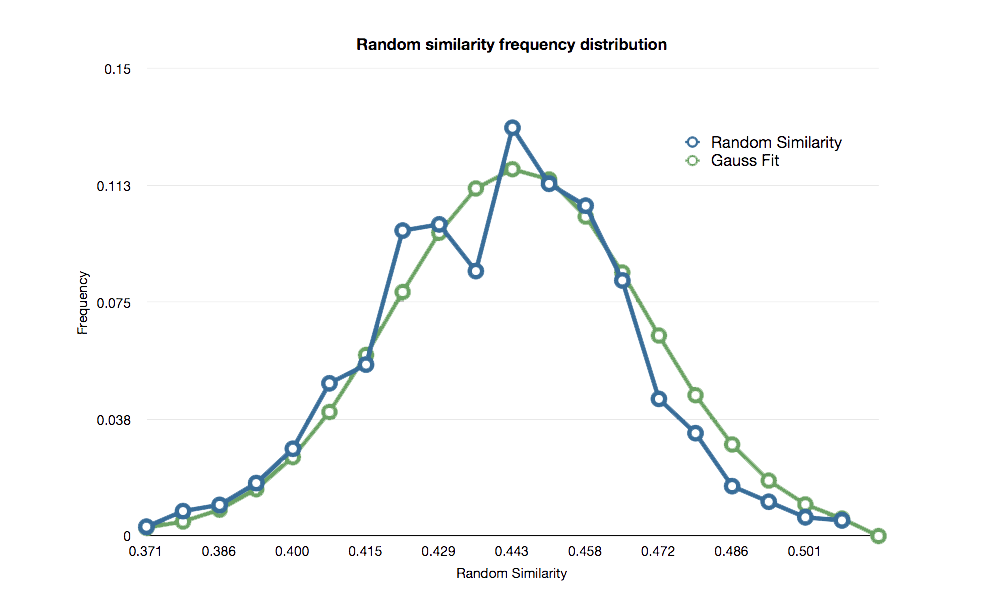 Random similarity frequency distribution
0.15
Random Similarity
Gauss Fit
0.113
0.075
0.038
0
Frequency
0.371 0.386 0.400 0.415 0.429 0.443 0.458 0.472 0.486 0.501
Random Similarity